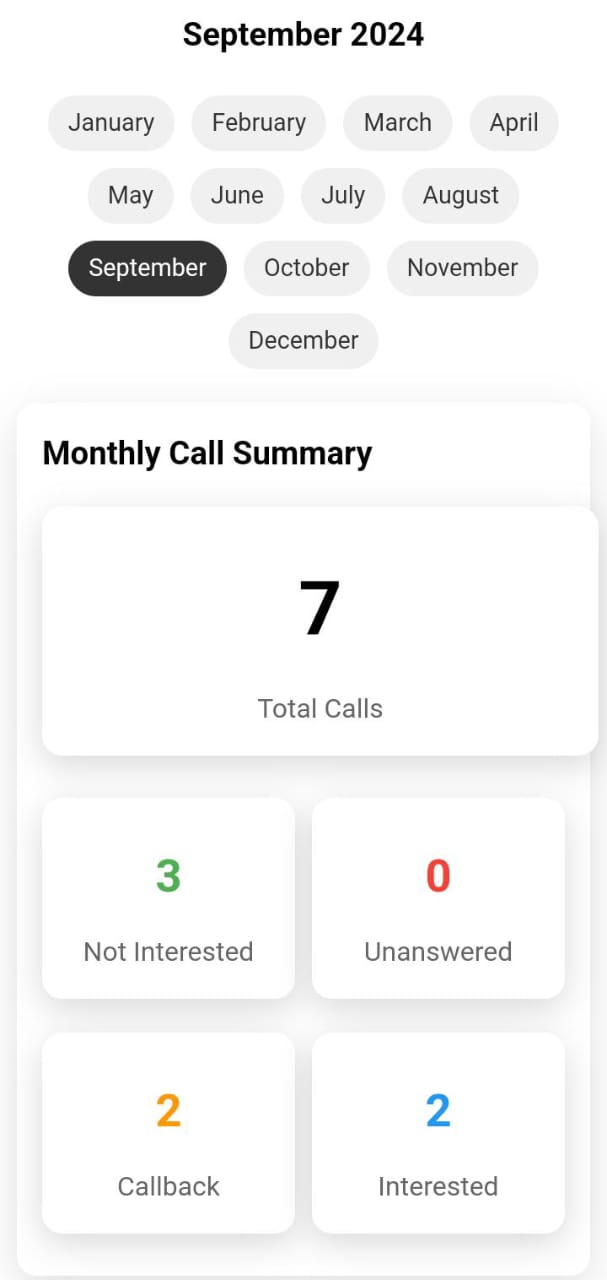 September 2024
January February March April
May June July August
September October November
December
Monthly Call Summary
7
Total Calls
3 0
Not Interested Unanswered
2 2
Callback Interested